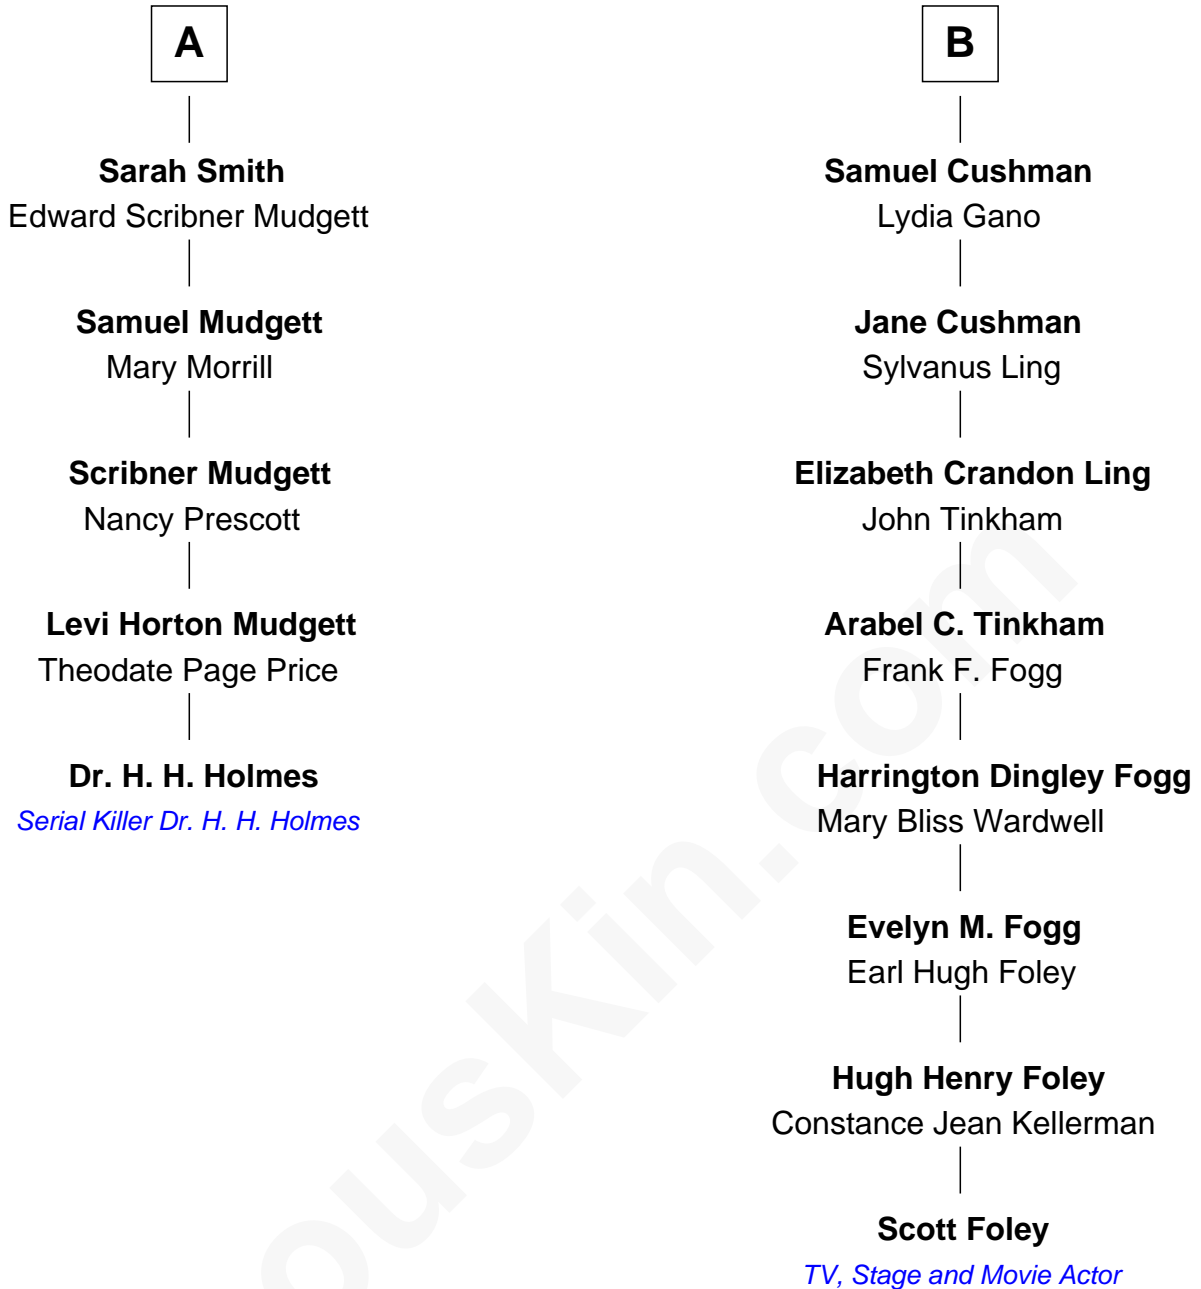 A
Sarah Smith
Edward Scribner Mudgett
Samuel Mudgett
Mary Morrill
Scribner Mudgett
Nancy Prescott
Levi Horton Mudgett
Theodate Page Price
Dr. H. H. Holmes
Serial Killer Dr. H. H. Holmes
B
Samuel Cushman
Lydia Gano
Jane Cushman
Sylvanus Ling
Elizabeth Crandon Ling
John Tinkham
Arabel C. Tinkham
Frank F. Fogg
Harrington Dingley Fogg
Mary Bliss Wardwell
Evelyn M. Fogg
Earl Hugh Foley
Hugh Henry Foley
Constance Jean Kellerman
Scott Foley
TV, Stage and Movie Actor
ousKin.com